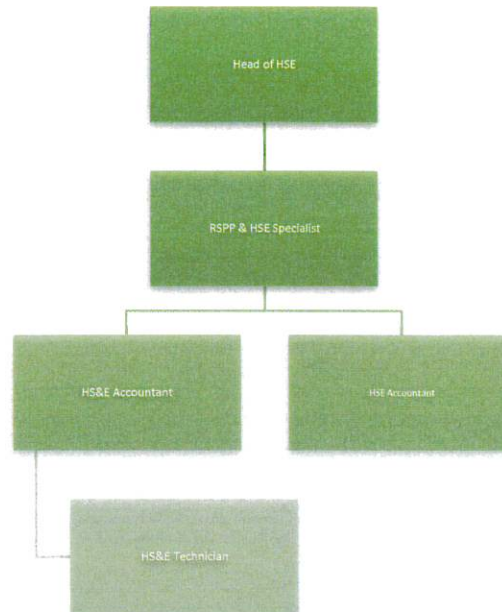 Head of HSE
RSPP & HSE Specialist
HS&E Accountant
HSE Accountant
HS&E Technician